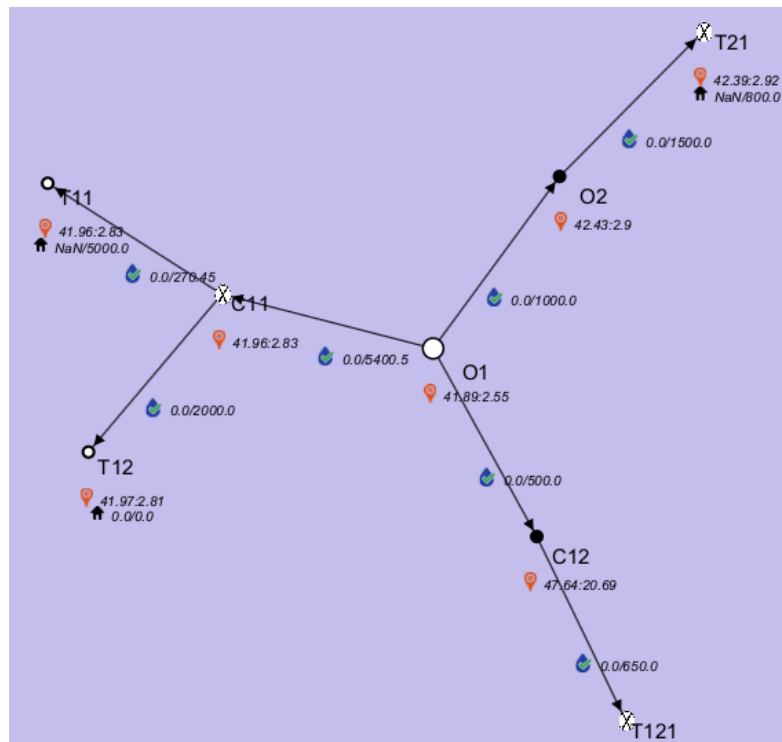 T21
42.39:2.92
NaN/800.0
0.0/1500.0
T11
O2
41.96:2.83
NaN/5000.0
42.43:2.9
0.0/270.45
0.0/1000.0
C11
41.96:2.83
0.0/5400.5
O1
41.89:2.55
0.0/2000.0
T12
0.0/500.0
41.97:2.81
0.0/0.0
C12
47.64:20.69
0.0/650.0
T121